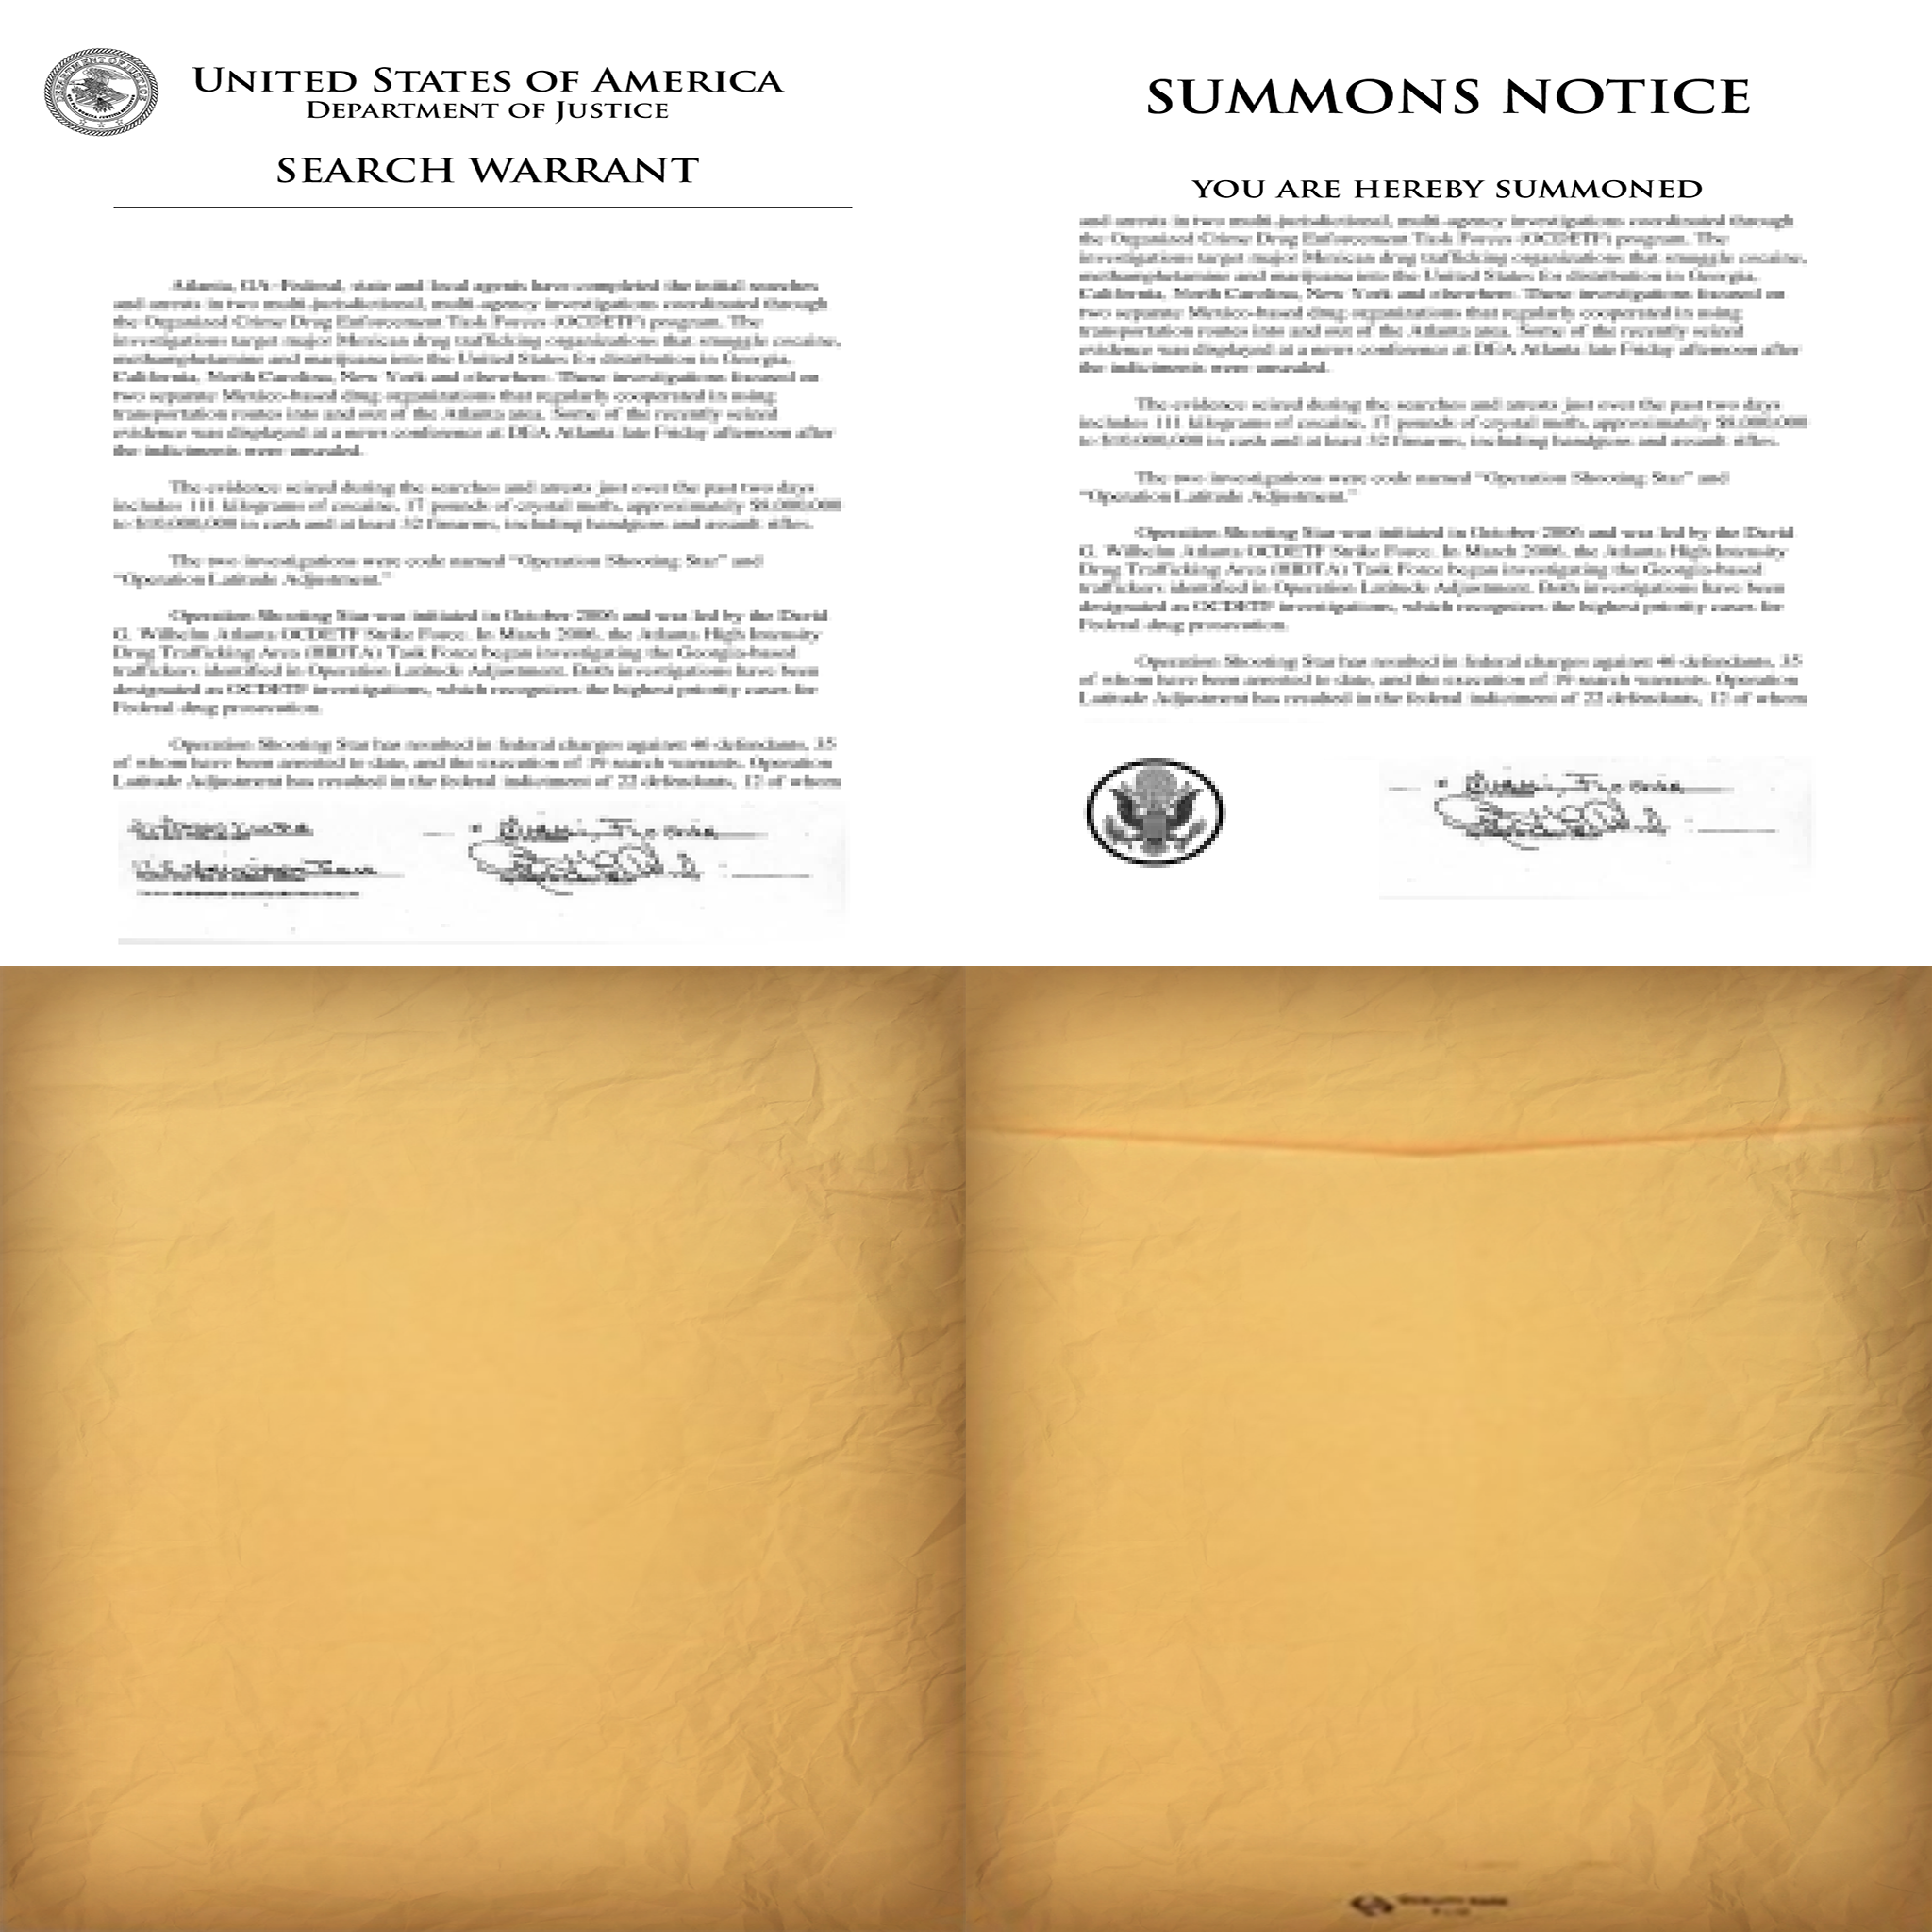 DEPARTMENT OF JUSTICE
UNITED STATES OF AMERICA
DEPARTMENT OF JUSTICE
SEARCH WARRANT
Atlanta, GA - Federal, state and local agents have completed the initial searches
and arrests in two multi-jurisdictional, multi-agency investigations coordinated through
the Organized Crime Drug Enforcement Task Forces (OCDETF) program. The
investigations target major Mexican drug trafficking organizations that smuggle cocaine,
methamphetamine and marijuana into the United States for distribution to Georgia,
California, North Carolina, New York and elsewhere. These investigations focused on
two separate Mexico-based drug organizations that regularly cooperated in using
transportation routes into and out of the Atlanta area. Some of the recently seized
evidence was displayed at a news conference at DEA Atlanta late Friday afternoon after
the indictments were unsealed.
The evidence seized during the searches and arrests just over the past two days
includes 111 kilograms of cocaine, 17 pounds of crystal meth, approximately
in cash and at least 32 firearms, including handguns and assault rifles.
The two investigations were code named "Operation Shooting Star" and
"Operation Latitude Adjustment."
Operation Shooting Star was initiated in October 2006 and was led by the David
G. Wilhelm Atlanta OCDETF Strike Force. In March 2006, the Atlanta High Intensity
Drug Trafficking Area (HIDTA) Task Force began investigating the Georgia-based
traffickers identified in Operation Latitude Adjustment. Both investigations have been
designated as OCDETF investigations, which recognizes the highest priority cases for
Federal drug prosecution.
Operation Shooting Star has resulted in federal charges against 46 defendants, 35
of whom have been arrested to date, and the execution of 39 search warrants. Operation
Latitude Adjustment has resulted in the federal indictment of 22 defendants, 12 of whom
SUMMONS NOTICE
YOU ARE HEREBY SUMMONED
and arrests in two multi-jurisdictional, multi-agency investigations coordinated through
the Organized Crime Drug Enforcement Task Forces (OCDETF) program. The
investigations target major Mexican drug trafficking organizations that smuggle cocaine,
methamphetamine and marijuana into the United States for distribution to Georgia,
California, North Carolina, New York and elsewhere. These investigations focused on
two separate Mexico-based drug organizations that regularly cooperated in using
transportation routes into and out of the Atlanta area. Some of the recently seized
evidence was displayed at a news conference at DEA Atlanta late Friday afternoon after
the indictments were unsealed.
The evidence seized during the searches and arrests just over the past two days
includes 111 kilograms of cocaine, 17 pounds of crystal meth, approximately
in cash and at least 32 firearms, including handguns and assault rifles.
The two investigations were code named "Operation Shooting Star" and
"Operation Latitude Adjustment."
Operation Shooting Star was initiated in October 2006 and was led by the David
G. Wilhelm Atlanta OCDETF Strike Force. In March 2006, the Atlanta High Intensity
Drug Trafficking Area (HIDTA) Task Force began investigating the Georgia-based
traffickers identified in Operation Latitude Adjustment. Both investigations have been
designated as OCDETF investigations, which recognizes the highest priority cases for
Federal drug prosecution.
Operation Shooting Star has resulted in federal charges against 46 defendants, 35
of whom have been arrested to date, and the execution of 39 search warrants. Operation
Latitude Adjustment has resulted in the federal indictment of 22 defendants, 12 of whom